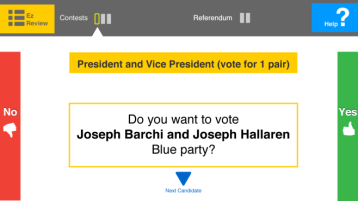 Ez
Review
Contests
Referendum
Help
?
President and Vice President (vote for 1 pair)
No
Yes
Do you want to vote
Joseph Barchi and Joseph Hallaren
Blue party?
Next Candidate